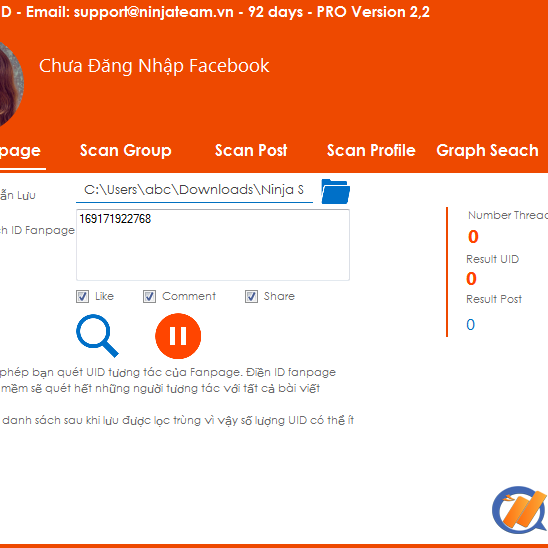 D - Email: support@ninjateam.vn - 92 days - PRO Version 2,2
Chưa Đăng Nhập Facebook
page Scan Group Scan Post Scan Profile Graph Seach
ẫn Lưu C:\Users\abc\Downloads\Ninja S
ch ID Fanpage 169171922768
Number Thread
0
Result UID
0
Result Post
0
Like Comment Share
phép bạn quét UID tương tác của Fanpage. Điền ID fanpage
mềm sẽ quét hết những người tương tác với tất cả bài viết
danh sách sau khi lưu được lọc trùng vì vậy số lượng UID có thể ít